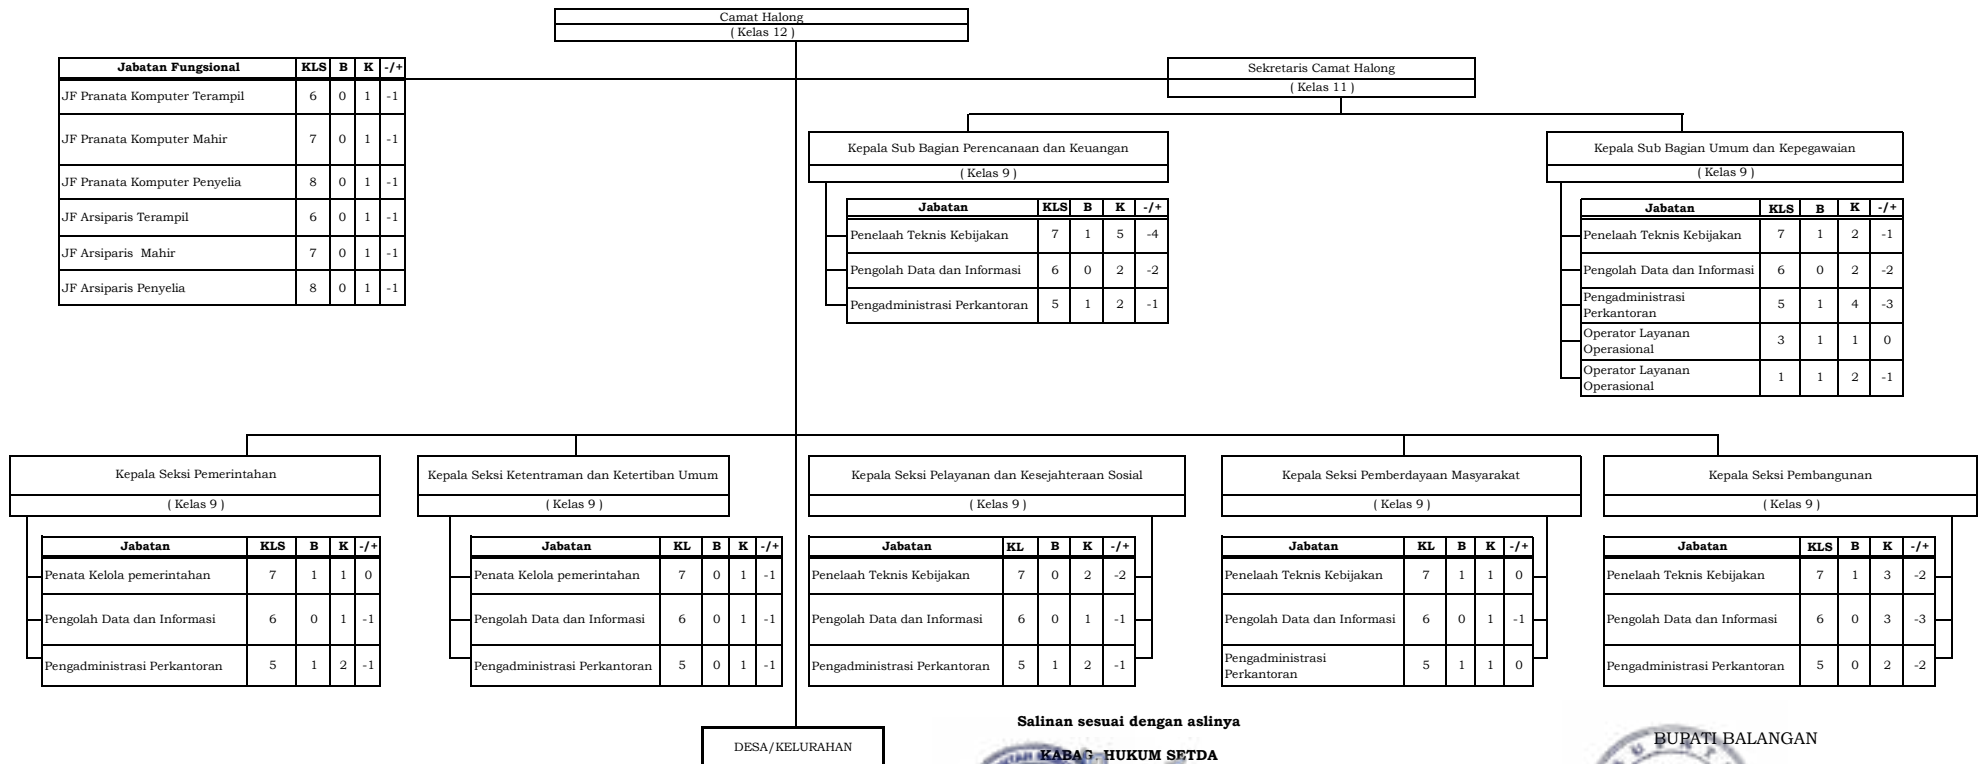 Camat Halong
( Kelas 12 )
Jabatan Fungsional KLS B K -/+
JF Pranata Komputer Terampil 6 0 1 -1
JF Pranata Komputer Mahir 7 0 1 -1
JF Pranata Komputer Penyelia 8 0 1 -1
JF Arsiparis Terampil 6 0 1 -1
JF Arsiparis Mahir 7 0 1 -1
JF Arsiparis Penyelia 8 0 1 -1
Sekretaris Camat Halong
( Kelas 11 )
Kepala Sub Bagian Perencanaan dan Keuangan
( Kelas 9 )
Jabatan KLS B K -/+
Penelaah Teknis Kebijakan 7 1 5 -4
Pengolah Data dan Informasi 6 0 2 -2
Pengadministrasi Perkantoran 5 1 2 -1
Kepala Sub Bagian Umum dan Kepegawaian
( Kelas 9 )
Jabatan KLS B K -/+
Penelaah Teknis Kebijakan 7 1 2 -1
Pengolah Data dan Informasi 6 0 2 -2
Pengadministrasi
Perkantoran 5 1 4 -3
Operator Layanan
Operasional 3 1 1 0
Operator Layanan
Operasional 1 1 2 -1
Kepala Seksi Pemerintahan
( Kelas 9 )
Jabatan KLS B K -/+
Penata Kelola pemerintahan 7 1 1 0
Pengolah Data dan Informasi 6 0 1 -1
Pengadministrasi Perkantoran 5 1 2 -1
Kepala Seksi Ketentraman dan Ketertiban Umum
( Kelas 9 )
Jabatan KL B K -/+
Penata Kelola pemerintahan 7 0 1 -1
Pengolah Data dan Informasi 6 0 1 -1
Pengadministrasi Perkantoran 5 0 1 -1
Kepala Seksi Pelayanan dan Kesejahteraan Sosial
( Kelas 9 )
Jabatan KL B K -/+
Penelaah Teknis Kebijakan 7 0 2 -2
Pengolah Data dan Informasi 6 0 1 -1
Pengadministrasi Perkantoran 5 1 2 -1
Kepala Seksi Pemberdayaan Masyarakat
( Kelas 9 )
Jabatan KL B K -/+
Penelaah Teknis Kebijakan 7 1 1 0
Pengolah Data dan Informasi 6 0 1 -1
Pengadministrasi
Perkantoran 5 1 1 0
Kepala Seksi Pembangunan
( Kelas 9 )
Jabatan KLS B K -/+
Penelaah Teknis Kebijakan 7 1 3 -2
Pengolah Data dan Informasi 6 0 3 -3
Pengadministrasi Perkantoran 5 0 2 -2
DESA/KELURAHAN
Salinan sesuai dengan aslinya
KABAG. HUKUM SETDA
BUPATI BALANGAN